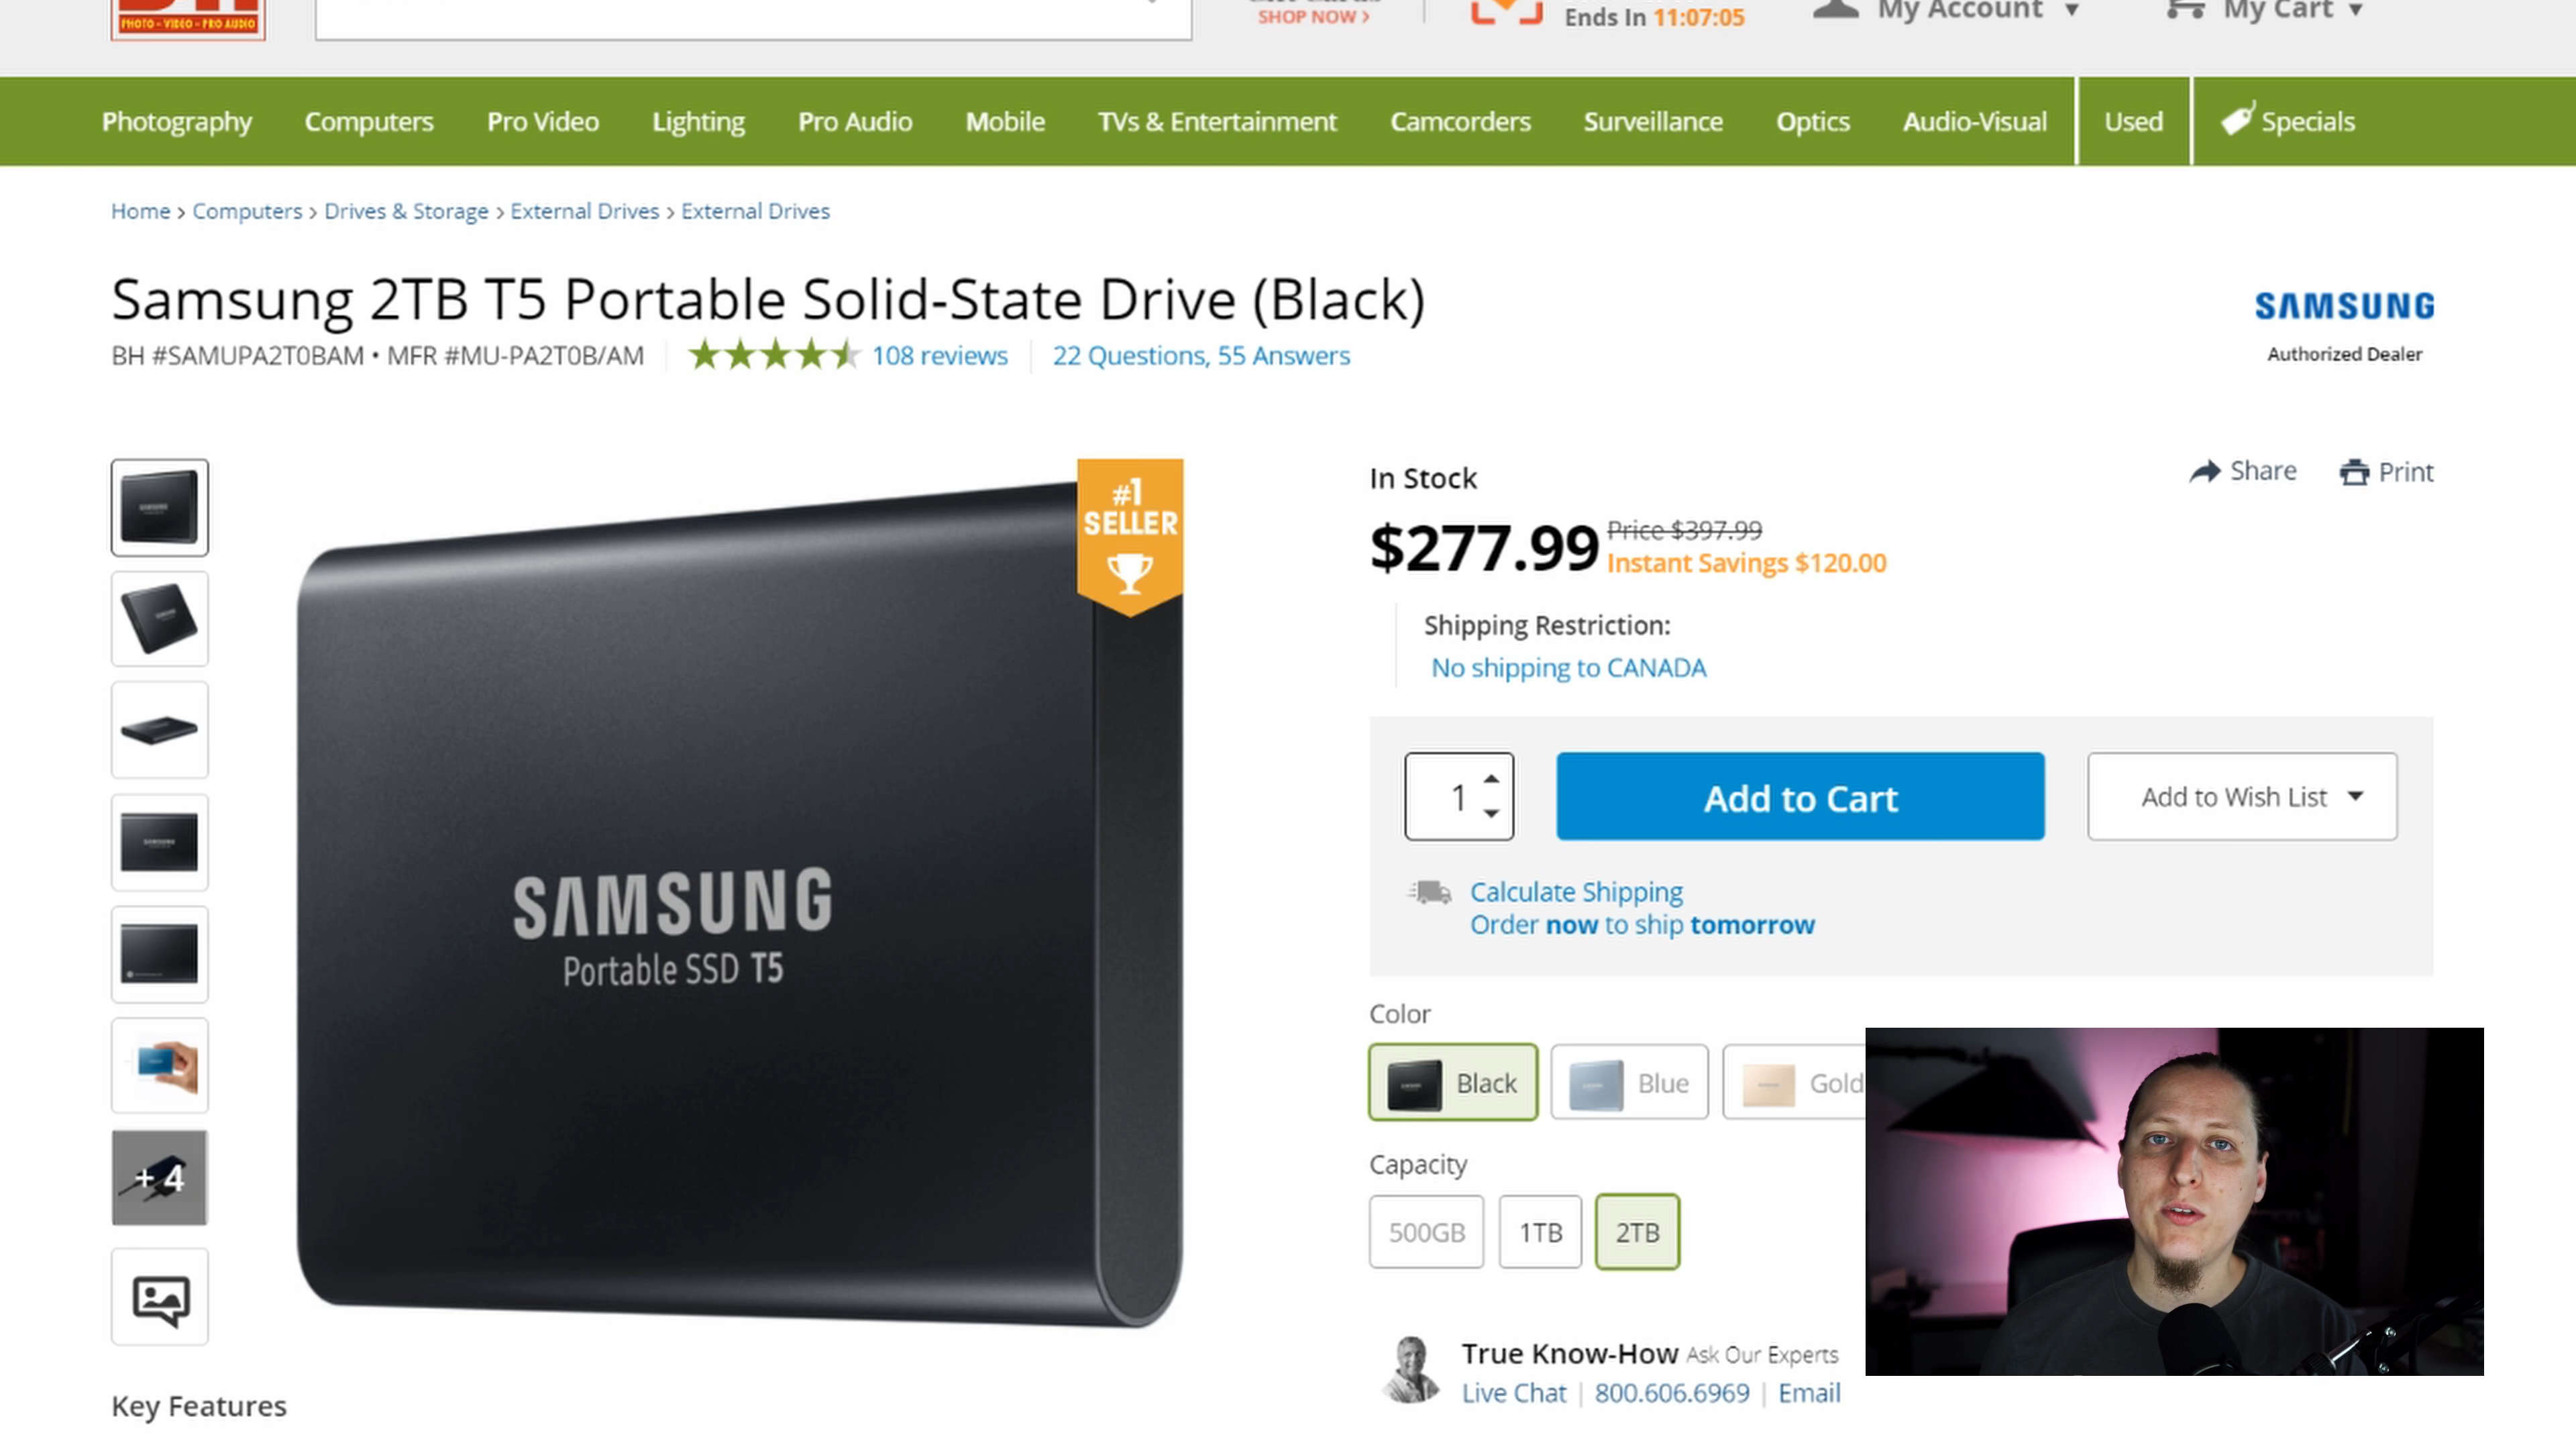 PHOTO - VIDEO - PRO AUDIO
SHOP NOW >
Ends In 11:07:05
My Account
My Cart
Photography Computers Pro Video Lighting Pro Audio Mobile TVs & Entertainment Camcorders Surveillance Optics Audio-Visual Used Specials
Home > Computers > Drives & Storage > External Drives > External Drives
Samsung 2TB T5 Portable Solid-State Drive (Black)
BH #SAMUPA2T0BAM • MFR #MU-PA2T0B/AM 108 reviews 22 Questions, 55 Answers
SAMSUNG
Authorized Dealer
#1
SELLER
SAMSUNG
Portable SSD T5
+ 4
In Stock
Share Print
$277.99 Price $397.99
Instant Savings $120.00
Shipping Restriction:
No shipping to CANADA
1 Add to Cart Add to Wish List
Calculate Shipping
Order now to ship tomorrow
Color
Black Blue Gold
Capacity
500GB 1TB 2TB
True Know-How Ask Our Experts
Live Chat | 800.606.6969 | Email
Key Features